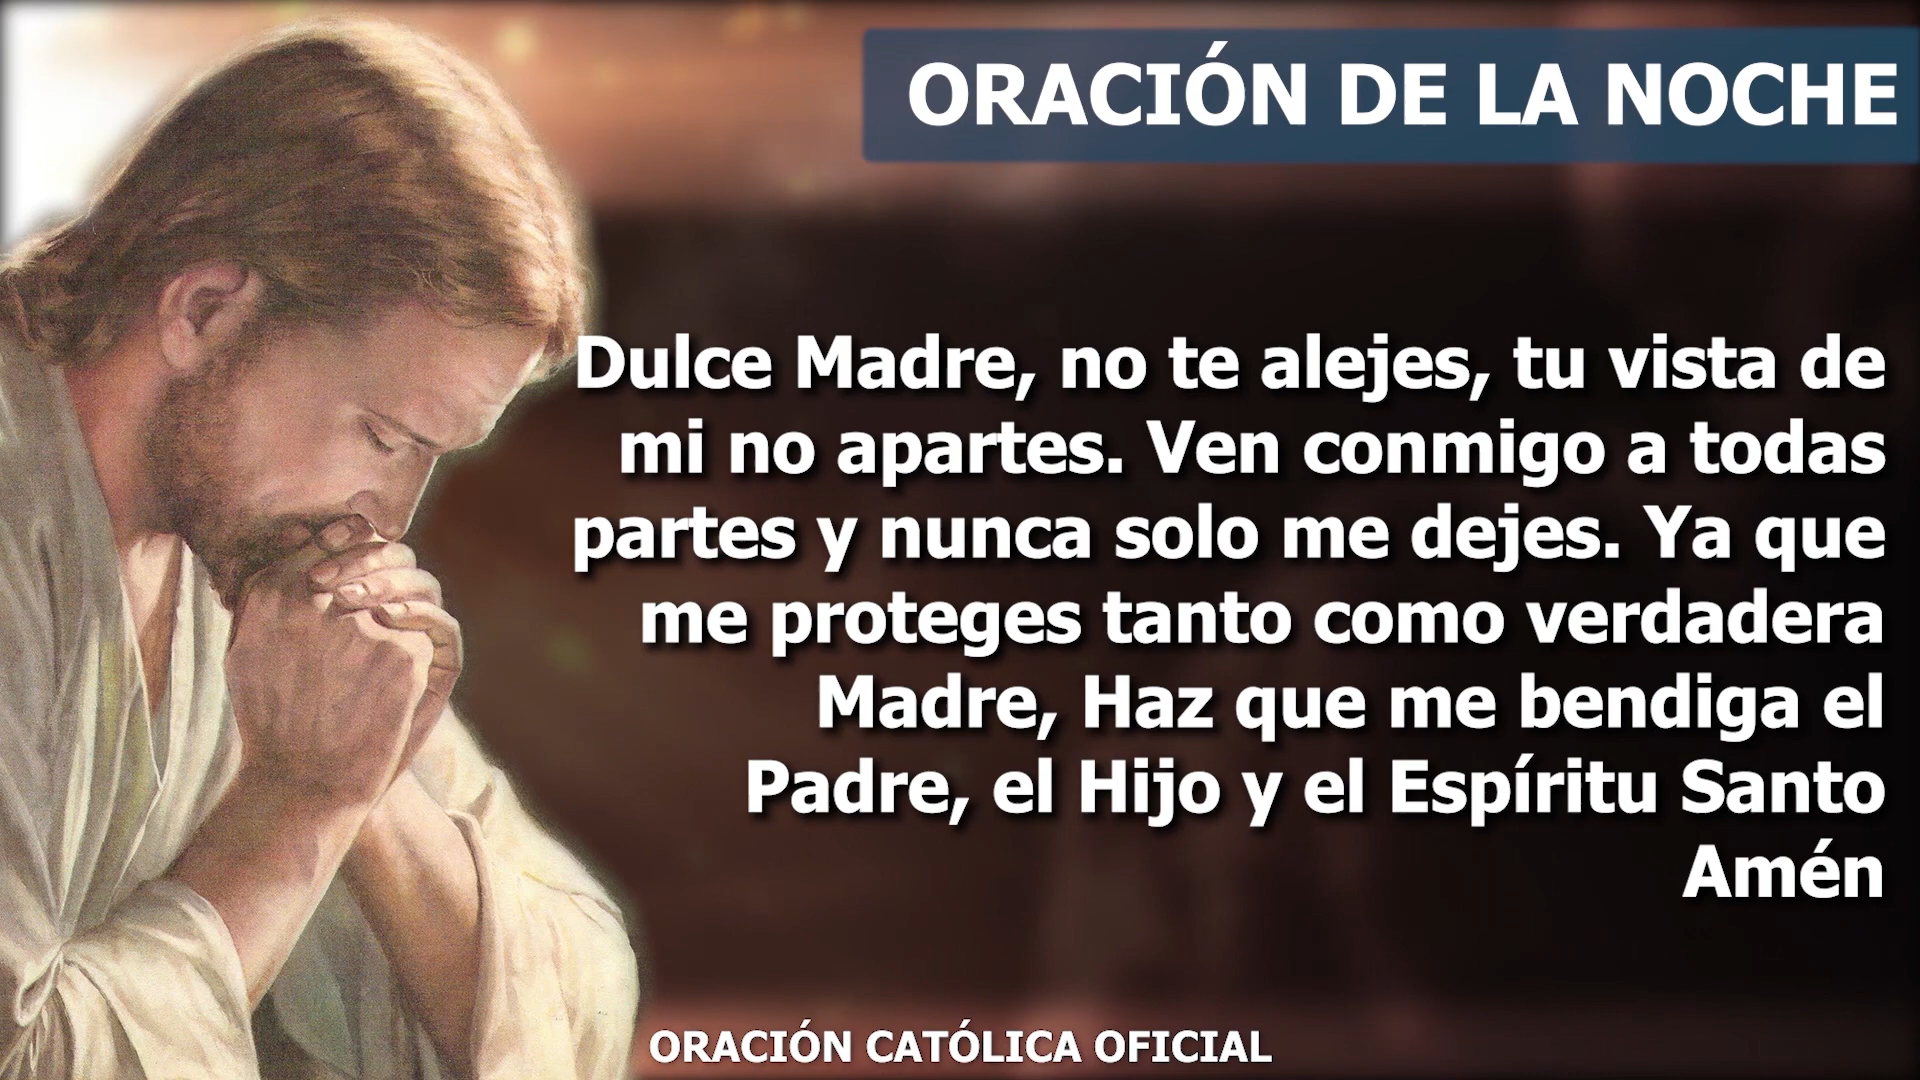 ORACIÓN DE LA NOCHE
Dulce Madre, no te alejes, tu vista de
mi no apartes. Ven conmigo a todas
partes y nunca solo me dejes. Ya que
me proteges tanto como verdadera
Madre, Haz que me bendiga el
Padre, el Hijo y el Espíritu Santo
Amén
ORACIÓN CATÓLICA OFICIAL